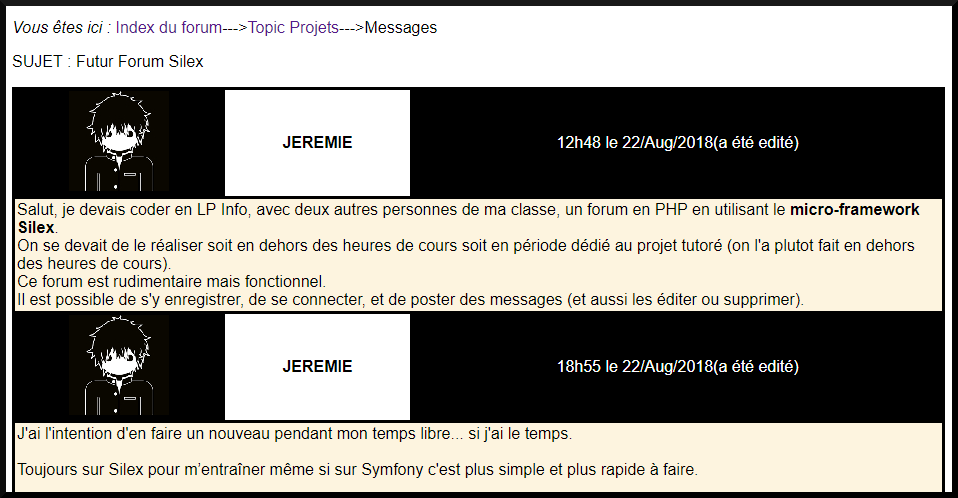 Vous êtes ici : Index du forum--->Topic Projets--->Messages
SUJET : Futur Forum Silex
JEREMIE
12h48 le 22/Aug/2018(a été edité)
Salut, je devais coder en LP Info, avec deux autres personnes de ma classe, un forum en PHP en utilisant le micro-framework
Silex.
On se devait de le réaliser soit en dehors des heures de cours soit en période dédié au projet tutoré (on l'a plutot fait en dehors
des heures de cours).
Ce forum est rudimentaire mais fonctionnel.
Il est possible de s'y enregistrer, de se connecter, et de poster des messages (et aussi les éditer ou supprimer).
JEREMIE
18h55 le 22/Aug/2018(a été edité)
J'ai l'intention d'en faire un nouveau pendant mon temps libre... si j'ai le temps.
Toujours sur Silex pour m’entraîner même si sur Symfony c'est plus simple et plus rapide à faire.